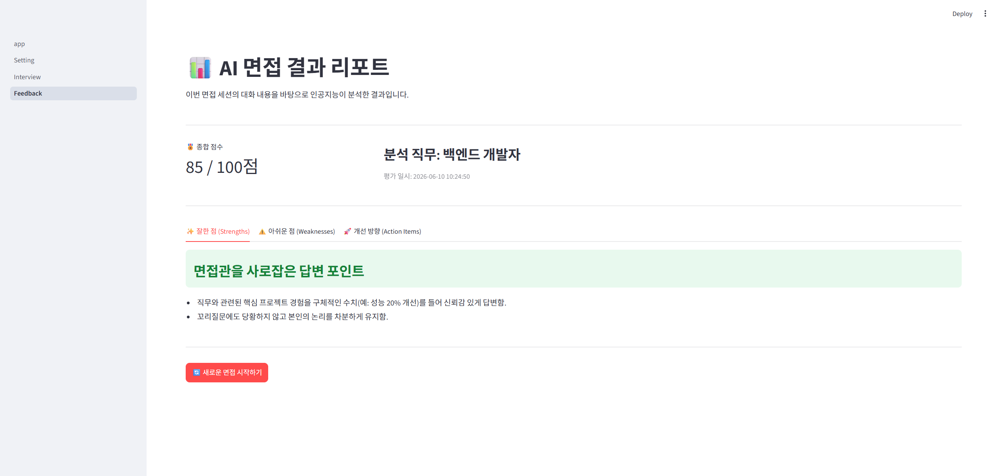 Deploy
app
Setting
Interview
Feedback
AI 면접 결과 리포트
이번 면접 세션의 대화 내용을 바탕으로 인공지능이 분석한 결과입니다.
종합 점수
85 / 100점
분석 직무: 백엔드 개발자
평가 일시: 2026-06-10 10:24:50
잘한 점 (Strengths)
아쉬운 점 (Weaknesses)
개선 방향 (Action Items)
면접관을 사로잡은 답변 포인트
직무와 관련된 핵심 프로젝트 경험을 구체적인 수치(예: 성능 20% 개선)를 들어 신뢰감 있게 답변함.
꼬리질문에도 당황하지 않고 본인의 논리를 차분하게 유지함.
새로운 면접 시작하기